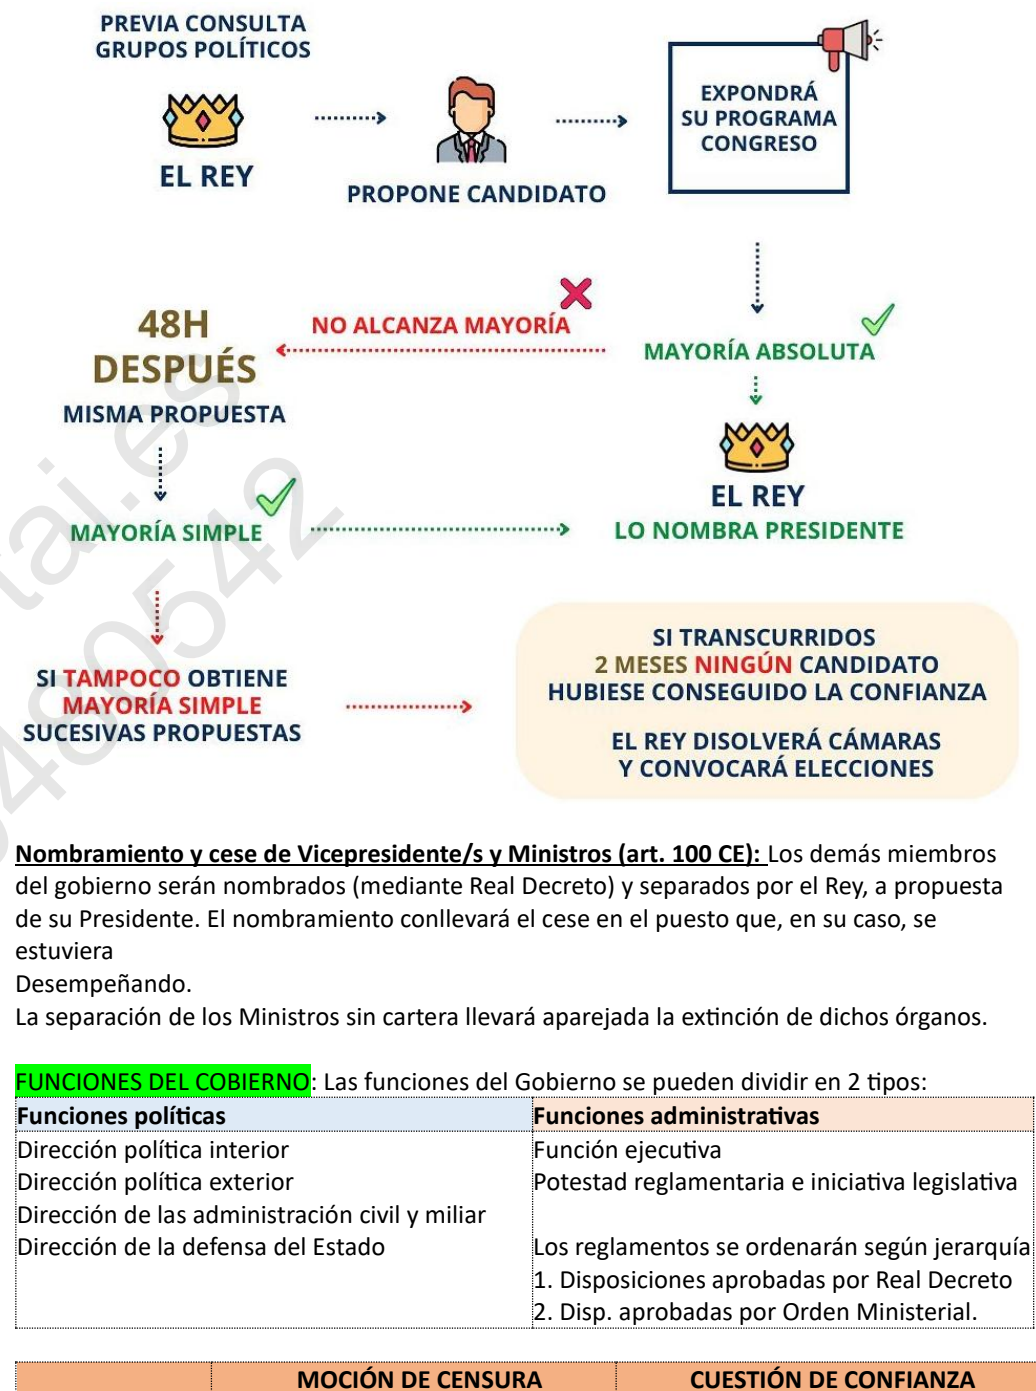 PREVIA CONSULTA
GRUPOS POLÍTICOS
EL REY
PROPONE CANDIDATO
EXPONDRÁ
SU PROGRAMA
CONGRESO
MAYORÍA ABSOLUTA
NO ALCANZA MAYORÍA
48H
DESPUÉS
MISMA PROPUESTA
EL REY
LO NOMBRA PRESIDENTE
MAYORÍA SIMPLE
SI TAMPOCO OBTIENE
MAYORÍA SIMPLE
SUCESIVAS PROPUESTAS
SI TRANSCURRIDOS
2 MESES NINGÚN CANDIDATO
HUBIESE CONSEGUIDO LA CONFIANZA
EL REY DISOLVERÁ CÁMARAS
Y CONVOCARÁ ELECCIONES
Nombramiento y cese de Vicepresidente/s y Ministros (art. 100 CE): Los demás miembros
del gobierno serán nombrados (mediante Real Decreto) y separados por el Rey, a propuesta
de su Presidente. El nombramiento conllevará el cese en el puesto que, en su caso, se
estuviera
Desempeñando.
La separación de los Ministros sin cartera llevará aparejada la extinción de dichos órganos.
FUNCIONES DEL COBIERNO: Las funciones del Gobierno se pueden dividir en 2 tipos:
Funciones políticas
Dirección política interior
Dirección política exterior
Dirección de las administración civil y miliar
Dirección de la defensa del Estado
Funciones administrativas
Función ejecutiva
Potestad reglamentaria e iniciativa legislativa
Los reglamentos se ordenarán según jerarquía
1. Disposiciones aprobadas por Real Decreto
2. Disp. aprobadas por Orden Ministerial.
MOCIÓN DE CENSURA
CUESTIÓN DE CONFIANZA